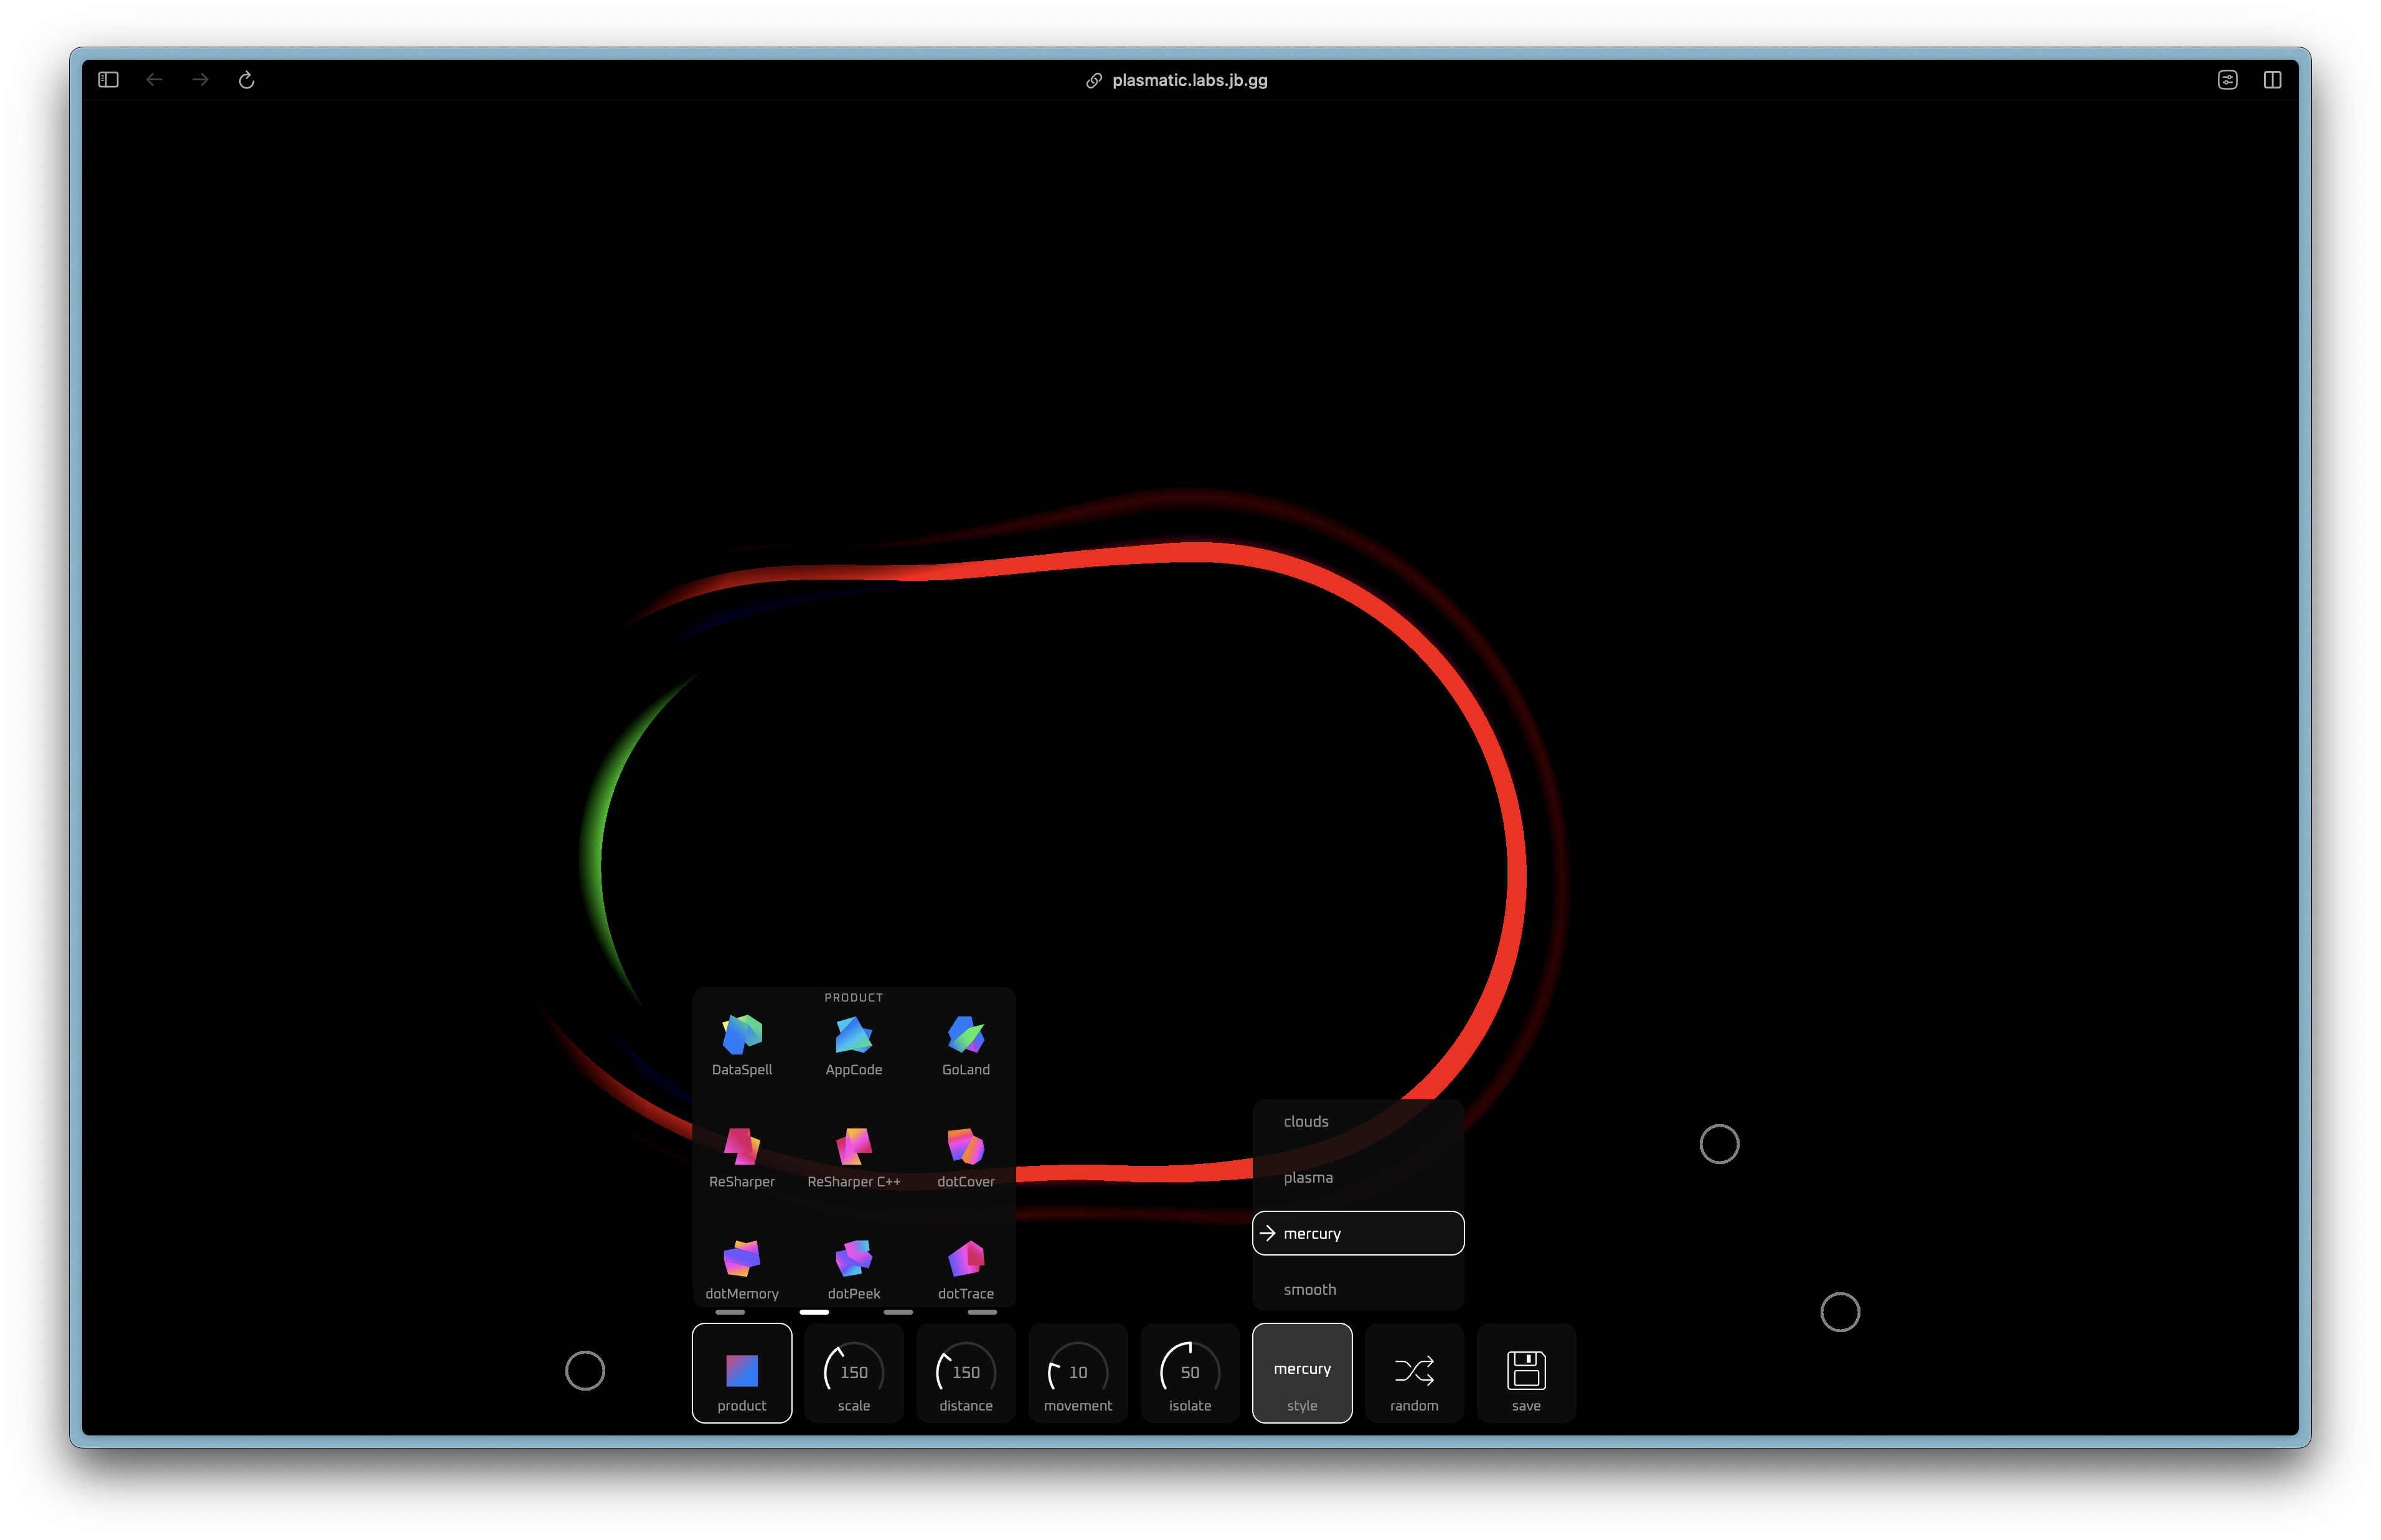 plasmatic.labs.jb.gg
PRODUCT
DataSpell
AppCode
GoLand
ReSharper
ReSharper C++
dotCover
dotMemory
dotPeek
dotTrace
clouds
plasma
mercury
smooth
product
150
scale
150
distance
10
movement
50
isolate
mercury
style
random
save